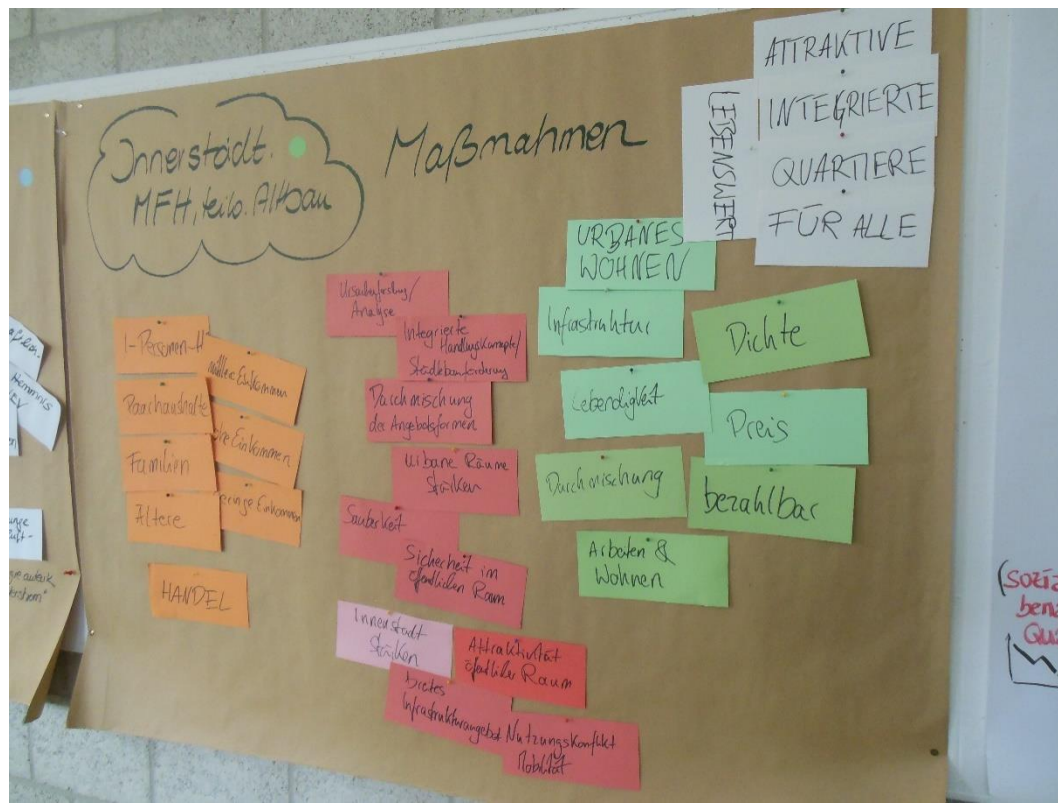 Innerstädt.
MFH, teilw. Altbau
Maßnahmen
LEBENSWERT
ATTRAKTIVE
INTEGRIERTE
QUARTIERE
FÜR ALLE
1-Personen-H
Paarhaushalte
Familien
Ältere
mittlere Einkommen
Einkommen
geringe Einkommen
HANDEL
Ursachenforschung/
Analyse
Integrierte
Handlungskonzepte/
Städtebauförderung
Durchmischung
der Angebotsformen
Urbane Räume
stärken
Sauberkeit
Sicherheit im
öffentlichen Raum
Innenstadt
stärken
Attraktivität
öffentlicher Raum
breites
Infrastrukturangebot
Nutzungskonflikt
Mobilität
URBANES
WOHNEN
Infrastruktur
Lebendigkeit
Durchmischung
Arbeiten &
Wohnen
Dichte
Preis
bezahlbar